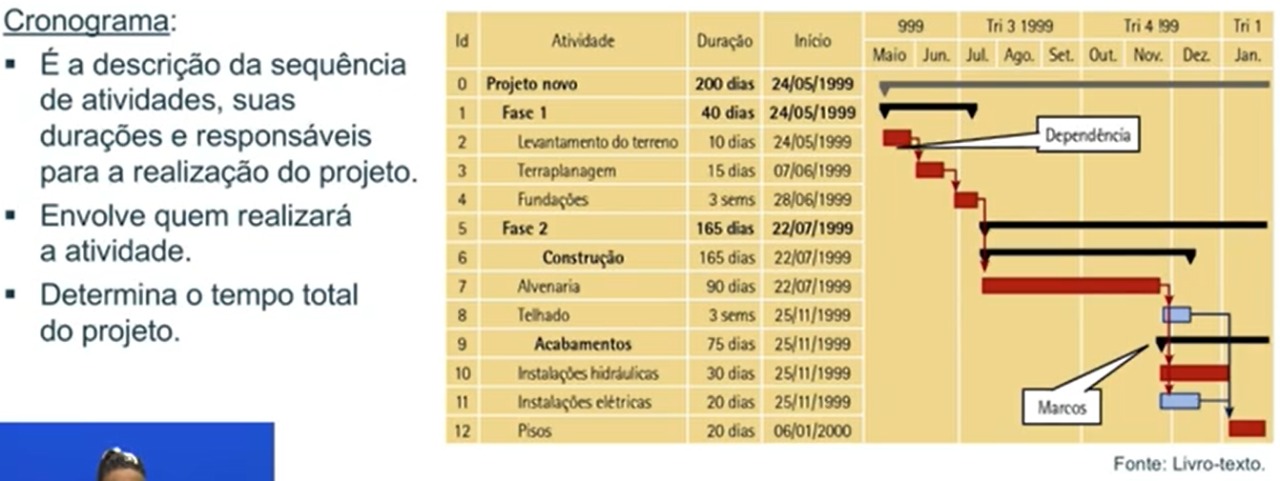 Cronograma:
▪ É a descrição da sequência
de atividades, suas
durações e responsáveis
para a realização do projeto.
▪ Envolve quem realizará
a atividade.
▪ Determina o tempo total
do projeto.
Id Atividade Duração Início 999 Tri 3 1999 Tri 4 199 Tri 1
Maio Jun. Jul. Ago. Set. Out. Nov. Dez. Jan.
0 Projeto novo 200 dias 24/05/1999
1 Fase 1 40 dias 24/05/1999
2 Levantamento do terreno 10 dias 24/05/1999
Dependência
3 Terraplanagem 15 dias 07/06/1999
4 Fundações 3 sems 28/06/1999
5 Fase 2 165 dias 22/07/1999
6 Construção 165 dias 22/07/1999
7 Alvenaria 90 dias 22/07/1999
8 Telhado 3 sems 25/11/1999
9 Acabamentos 75 dias 25/11/1999
10 Instalações hidráulicas 30 dias 25/11/1999
11 Instalações elétricas 20 dias 25/11/1999
Marcos
12 Pisos 20 dias 06/01/2000
Fonte: Livro-texto.